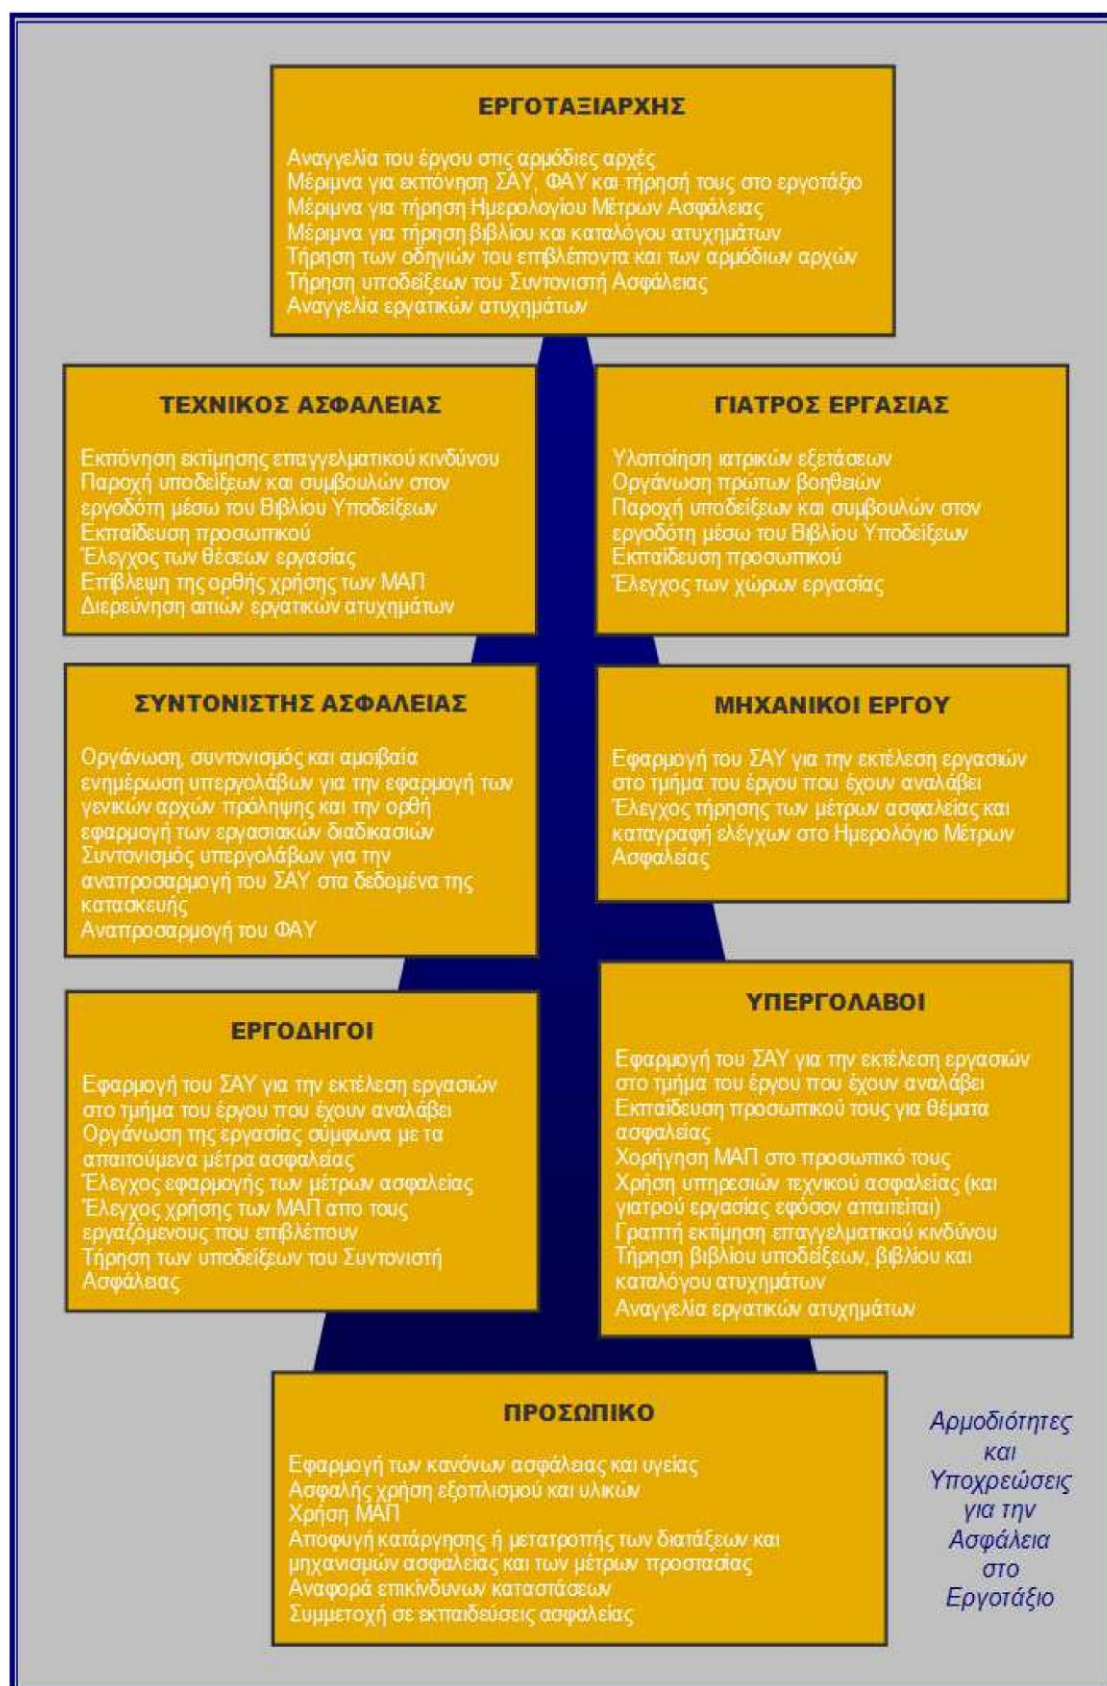 ΕΡΓΟΤΑΞΙΑΡΧΗΣ
Αναγγελία του έργου στις αρμόδιες αρχές
Μέριμνα για εκπόνηση ΣΑΥ, ΦΑΥ και τήρησή τους στο εργοτάξιο
Μέριμνα για τήρηση Ημερολογίου Μέτρων Ασφάλειας
Μέριμνα για τήρηση βιβλίου και καταλόγου ατυχημάτων
Τήρηση των οδηγιών του επιβλέποντα και των αρμόδιων αρχών
Τήρηση υποδείξεων του Συντονιστή Ασφάλειας
Αναγγελία εργατικών ατυχημάτων
ΤΕΧΝΙΚΟΣ ΑΣΦΑΛΕΙΑΣ
Εκπόνηση εκτίμησης επαγγελματικού κινδύνου
Παροχή υποδείξεων και συμβουλών στον
εργοδότη μέσω του Βιβλίου Υποδείξεων
Εκπαίδευση προσωπικού
Έλεγχος των θέσεων εργασίας
Επίβλεψη της ορθής χρήσης των ΜΑΠ
Διερεύνηση αιτιών εργατικών ατυχημάτων
ΓΙΑΤΡΟΣ ΕΡΓΑΣΙΑΣ
Υλοποίηση ιατρικών εξετάσεων
Οργάνωση πρώτων βοηθειών
Παροχή υποδείξεων και συμβουλών στον
εργοδότη μέσω του Βιβλίου Υποδείξεων
Εκπαίδευση προσωπικού
Έλεγχος των χώρων εργασίας
ΣΥΝΤΟΝΙΣΤΗΣ ΑΣΦΑΛΕΙΑΣ
Οργάνωση, συντονισμός και αμοιβαία
ενημέρωση υπεργολάβων για την εφαρμογή των
γενικών αρχών πρόληψης και την ορθή
εφαρμογή των εργασιακών διαδικασιών
Συντονισμός υπεργολάβων για την
αναπροσαρμογή του ΣΑΥ στα δεδομένα της
κατασκευής
Αναπροσαρμογή του ΦΑΥ
ΜΗΧΑΝΙΚΟΙ ΕΡΓΟΥ
Εφαρμογή του ΣΑΥ για την εκτέλεση εργασιών
στο τμήμα του έργου που έχουν αναλάβει
Έλεγχος τήρησης των μέτρων ασφαλείας και
καταγραφή ελέγχων στο Ημερολόγιο Μέτρων
Ασφαλείας
ΕΡΓΟΔΗΓΟΙ
Εφαρμογή του ΣΑΥ για την εκτέλεση εργασιών
στο τμήμα του έργου που έχουν αναλάβει
Οργάνωση της εργασίας σύμφωνα με τα
απαιτούμενα μέτρα ασφαλείας
Έλεγχος εφαρμογής των μέτρων ασφαλείας
Έλεγχος χρήσης των ΜΑΠ απο τους
εργαζόμενους που επιβλέπουν
Τήρηση των υποδείξεων του Συντονιστή
Ασφάλειας
ΥΠΕΡΓΟΛΑΒΟΙ
Εφαρμογή του ΣΑΥ για την εκτέλεση εργασιών
στο τμήμα του έργου που έχουν αναλάβει
Εκπαίδευση προσωπικού τους για θέματα
ασφαλείας
Χορήγηση ΜΑΠ στο προσωπικό τους
Χρήση υπηρεσιών τεχνικού ασφαλείας (και
γιατρού εργασίας εφόσον απαιτείται)
Γραπτή εκτίμηση επαγγελματικού κινδύνου
Τήρηση βιβλίου υποδείξεων, βιβλίου και
καταλόγου ατυχημάτων
Αναγγελία εργατικών ατυχημάτων
ΠΡΟΣΩΠΙΚΟ
Εφαρμογή των κανόνων ασφάλειας και υγείας
Ασφαλής χρήση εξοπλισμού και υλικών
Χρήση ΜΑΠ
Αποφυγή κατάργησης ή μετατροπής των διατάξεων και
μηχανισμών ασφαλείας και των μέτρων προστασίας
Αναφορά επικίνδυνων καταστάσεων
Συμμετοχή σε εκπαιδεύσεις ασφαλείας
Αρμοδιότητες
και
Υποχρεώσεις
για την
Ασφάλεια
στο
Εργοτάξιο